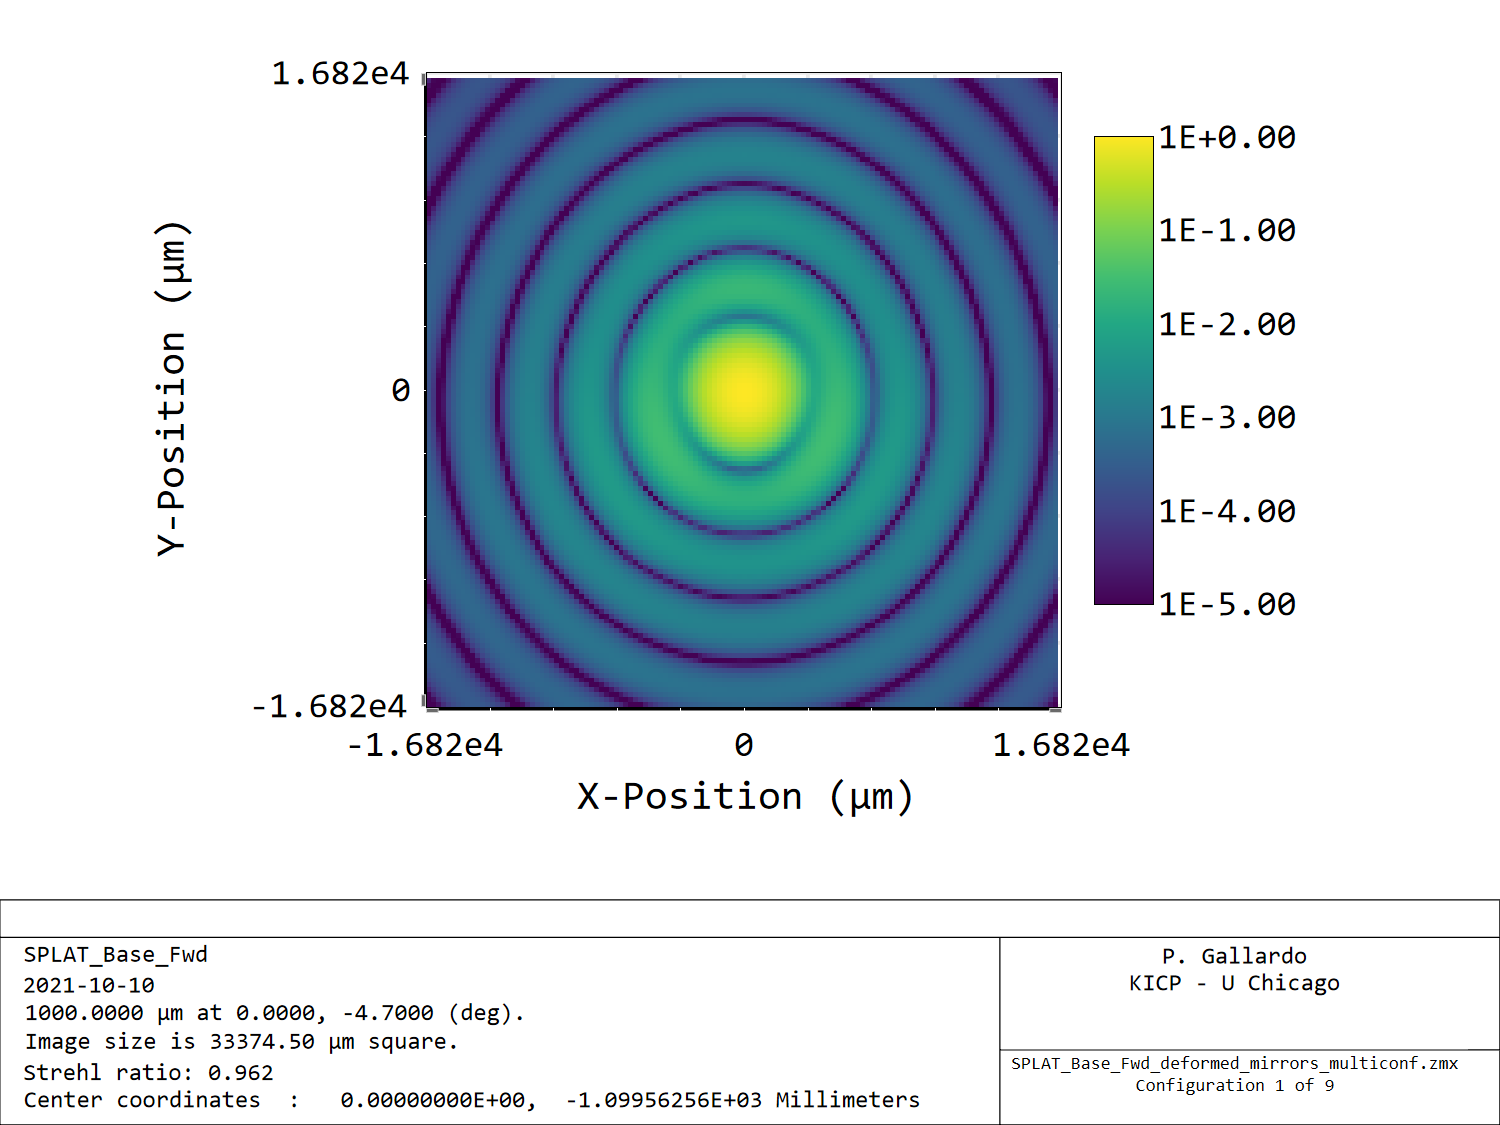 1.682e4
0
-1.682e4
Y-Position (µm)
-1.682e4
0
1.682e4
X-Position (µm)
1E+0.00
1E-1.00
1E-2.00
1E-3.00
1E-4.00
1E-5.00
SPLAT_Base_Fwd
2021-10-10
1000.0000 µm at 0.0000, -4.7000 (deg).
Image size is 33374.50 µm square.
Strehl ratio: 0.962
Center coordinates  :   0.00000000E+00,  -1.09956256E+03 Millimeters
P. Gallardo
KICP - U Chicago
SPLAT_Base_Fwd_deformed_mirrors_multiconf.zmx
Configuration 1 of 9